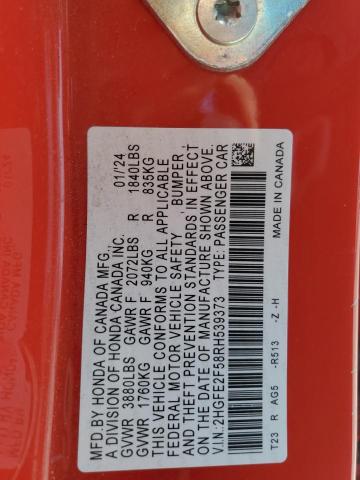 MFD.BY HONDA OF CANADA MFG.,
A DIVISION OF HONDA CANADA INC. 01/'24
GVWR 3880LBS GAWR F 2072LBS R 1840LBS
GVWR 1760KG GAWR F 940KG R 835KG
THIS VEHICLE CONFORMS TO ALL APPLICABLE
FEDERAL MOTOR VEHICLE SAFETY, BUMPER,
AND THEFT PREVENTION STANDARDS IN EFFECT
ON THE DATE OF MANUFACTURE SHOWN ABOVE.
V.I.N.:2HGFE2F56RH539373 TYPE: PASSENGER CAR
T23 R AG5 -R513 -Z -H MADE IN CANADA